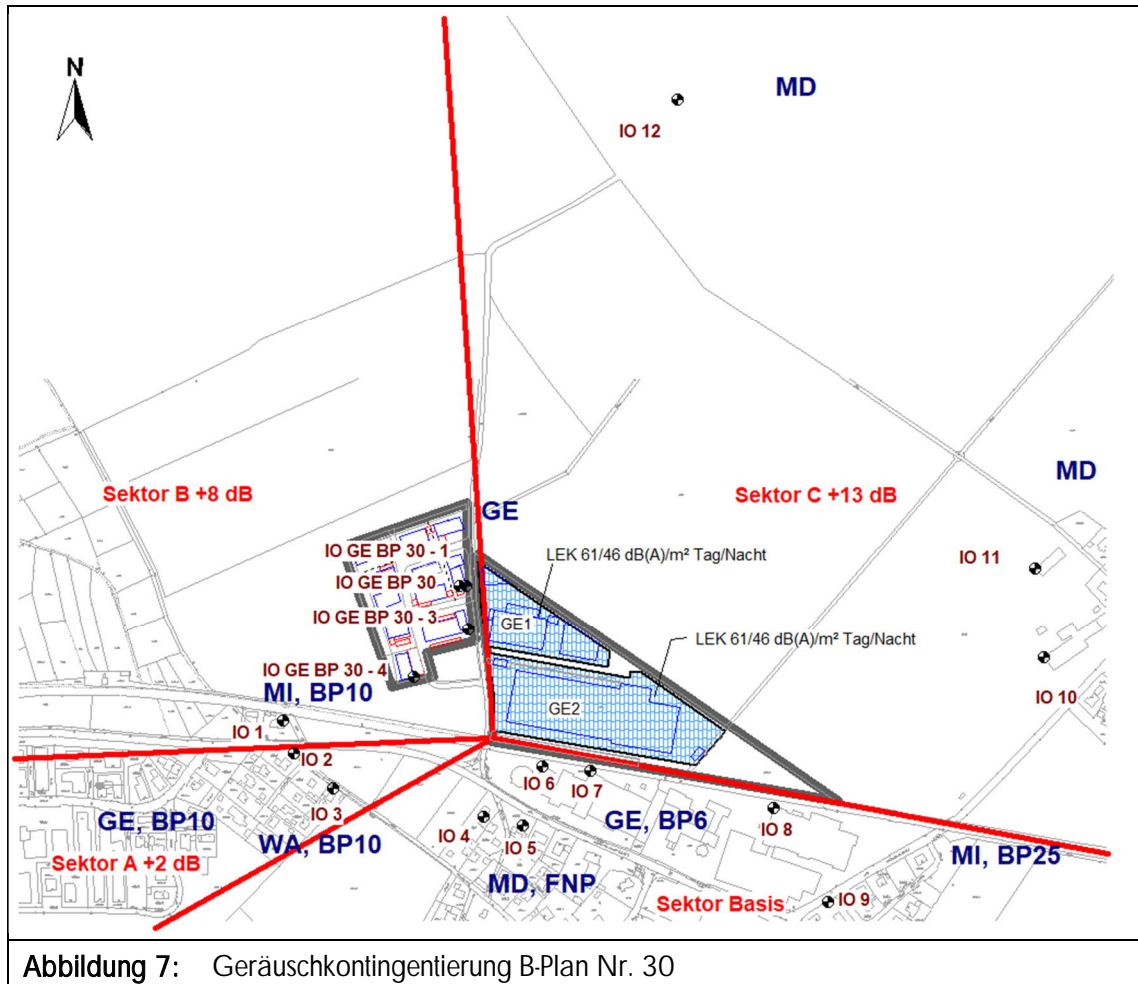 N
MD
IO 12
MD
Sektor B +8 dB
Sektor C +13 dB
GE
IO GE BP 30 - 1
LEK 61/46 dB(A)/m² Tag/Nacht
IO 11
IO GE BP 30
IO GE BP 30 - 3
GE1
LEK 61/46 dB(A)/m² Tag/Nacht
IO GE BP 30 - 4
MI, BP10
GE2
IO 10
IO 1
IO 2
IO 6
IO 7
IO 3
GE, BP10
WA, BP10
IO 4
IO 5
GE, BP6
IO 8
MI, BP25
Sektor A +2 dB
MD, FNP
Sektor Basis
IO 9
Abbildung 7: Geräuschkontingentierung B-Plan Nr. 30